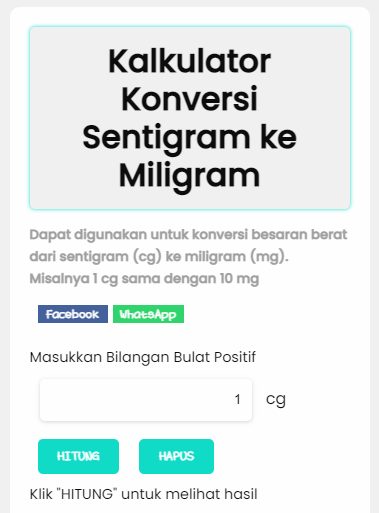 Kalkulator
Konversi
Sentigram ke
Miligram
Dapat digunakan untuk konversi besaran berat
dari sentigram (cg) ke miligram (mg).
Misalnya 1 cg sama dengan 10 mg
Facebook WhatsApp
Masukkan Bilangan Bulat Positif
1 cg
HITUNG HAPUS
Klik "HITUNG" untuk melihat hasil